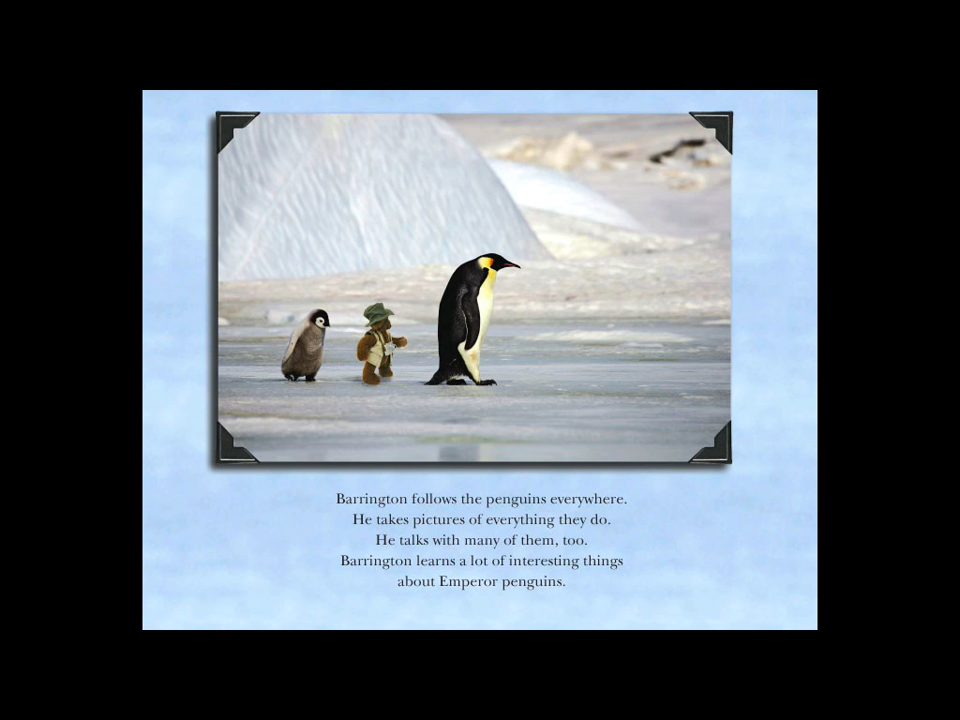 Barrington follows the penguins everywhere.
He takes pictures of everything they do.
He talks with many of them, too.
Barrington learns a lot of interesting things
about Emperor penguins.